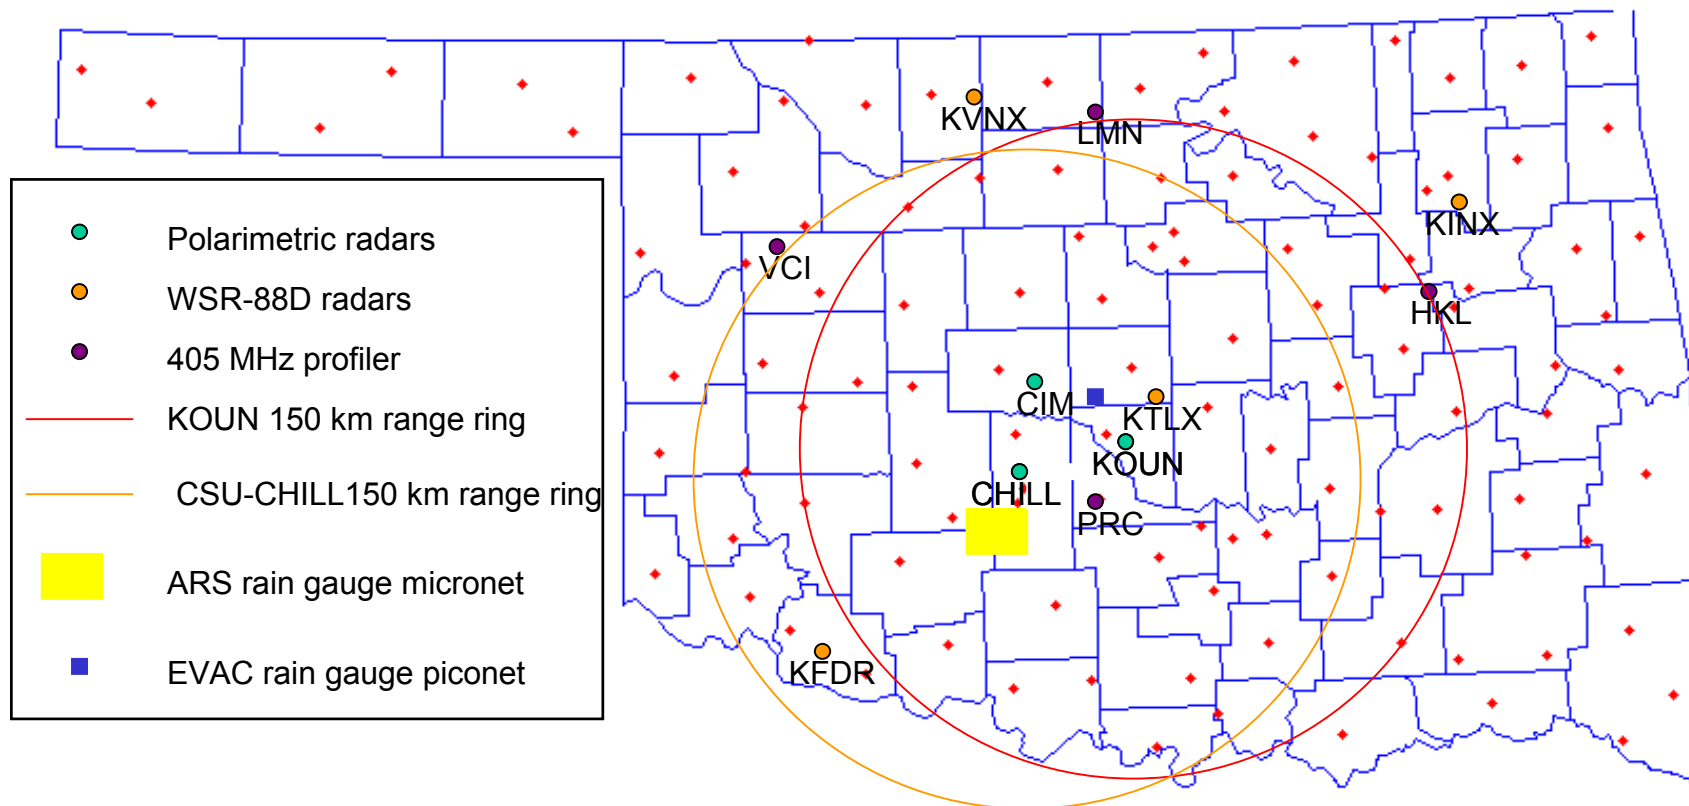 KVNX
LMN
KINX
VCI
HKL
CIM
KTLX
KOUN
CHILL
PRC
KFDR
Polarimetric radars
WSR-88D radars
405 MHz profiler
KOUN 150 km range ring
CSU-CHILL150 km range ring
ARS rain gauge micronet
EVAC rain gauge piconet